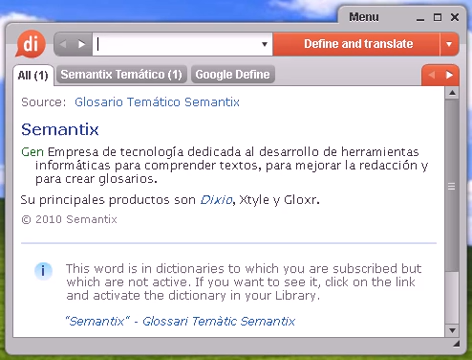 Menu
di
Define and translate
All (1)
Semantix Temático (1)
Google Define
Source: Glosario Temático Semantix
Semantix
Gen Empresa de tecnología dedicada al desarrollo de herramientas
informáticas para comprender textos, para mejorar la redacción y
para crear glosarios.
Su principales productos son Dixio, Xtyle y Gloxr.
© 2010 Semantix
i
This word is in dictionaries to which you are subscribed but
which are not active. If you want to see it, click on the link
and activate the dictionary in your Library.
"Semantix" - Glossari Temàtic Semantix